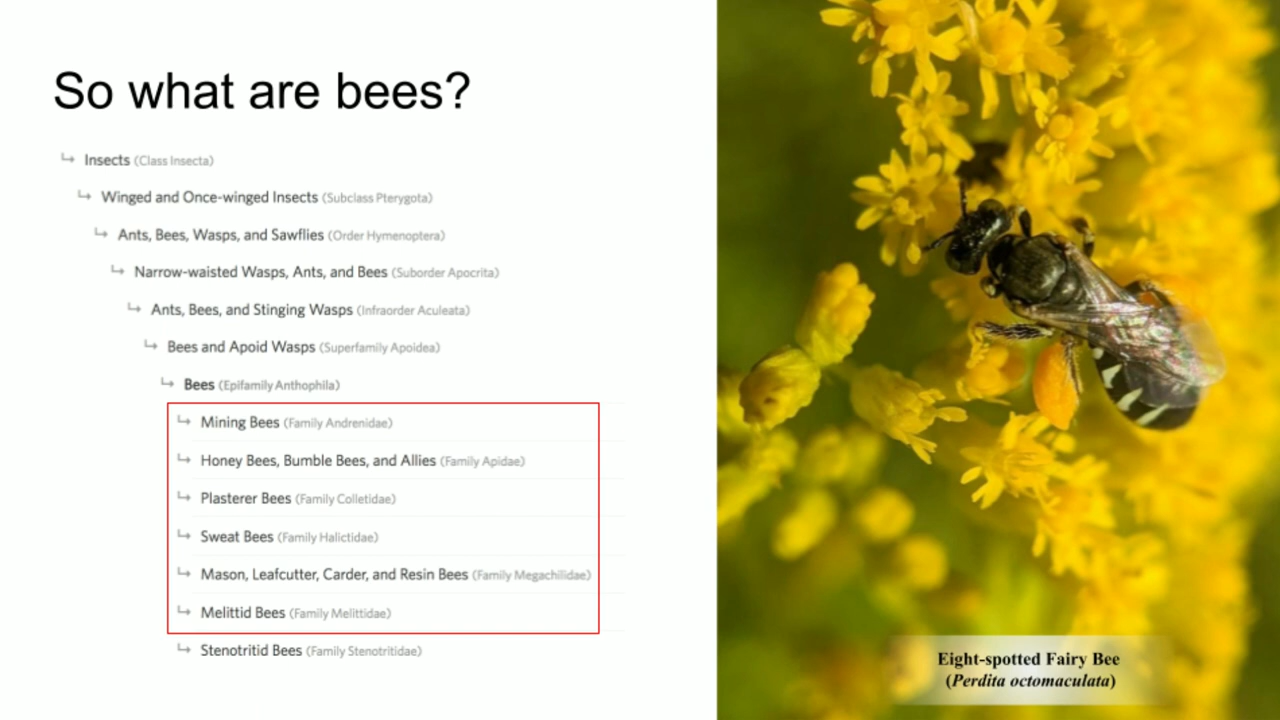 So what are bees?
Insects (Class Insecta)
Winged and Once-winged Insects (Subclass Pterygota)
Ants, Bees, Wasps, and Sawflies (Order Hymenoptera)
Narrow-waisted Wasps, Ants, and Bees (Suborder Apocrita)
Ants, Bees, and Stinging Wasps (Infraorder Aculeata)
Bees and Apoid Wasps (Superfamily Apoidea)
Bees (Epifamily Anthophila)
Mining Bees (Family Andrenidae)
Honey Bees, Bumble Bees, and Allies (Family Apidae)
Plasterer Bees (Family Colletidae)
Sweat Bees (Family Halictidae)
Mason, Leafcutter, Carder, and Resin Bees (Family Megachilidae)
Melittid Bees (Family Melittidae)
Stenotritid Bees (Family Stenotritidae)
Eight-spotted Fairy Bee
(Perdita octomaculata)